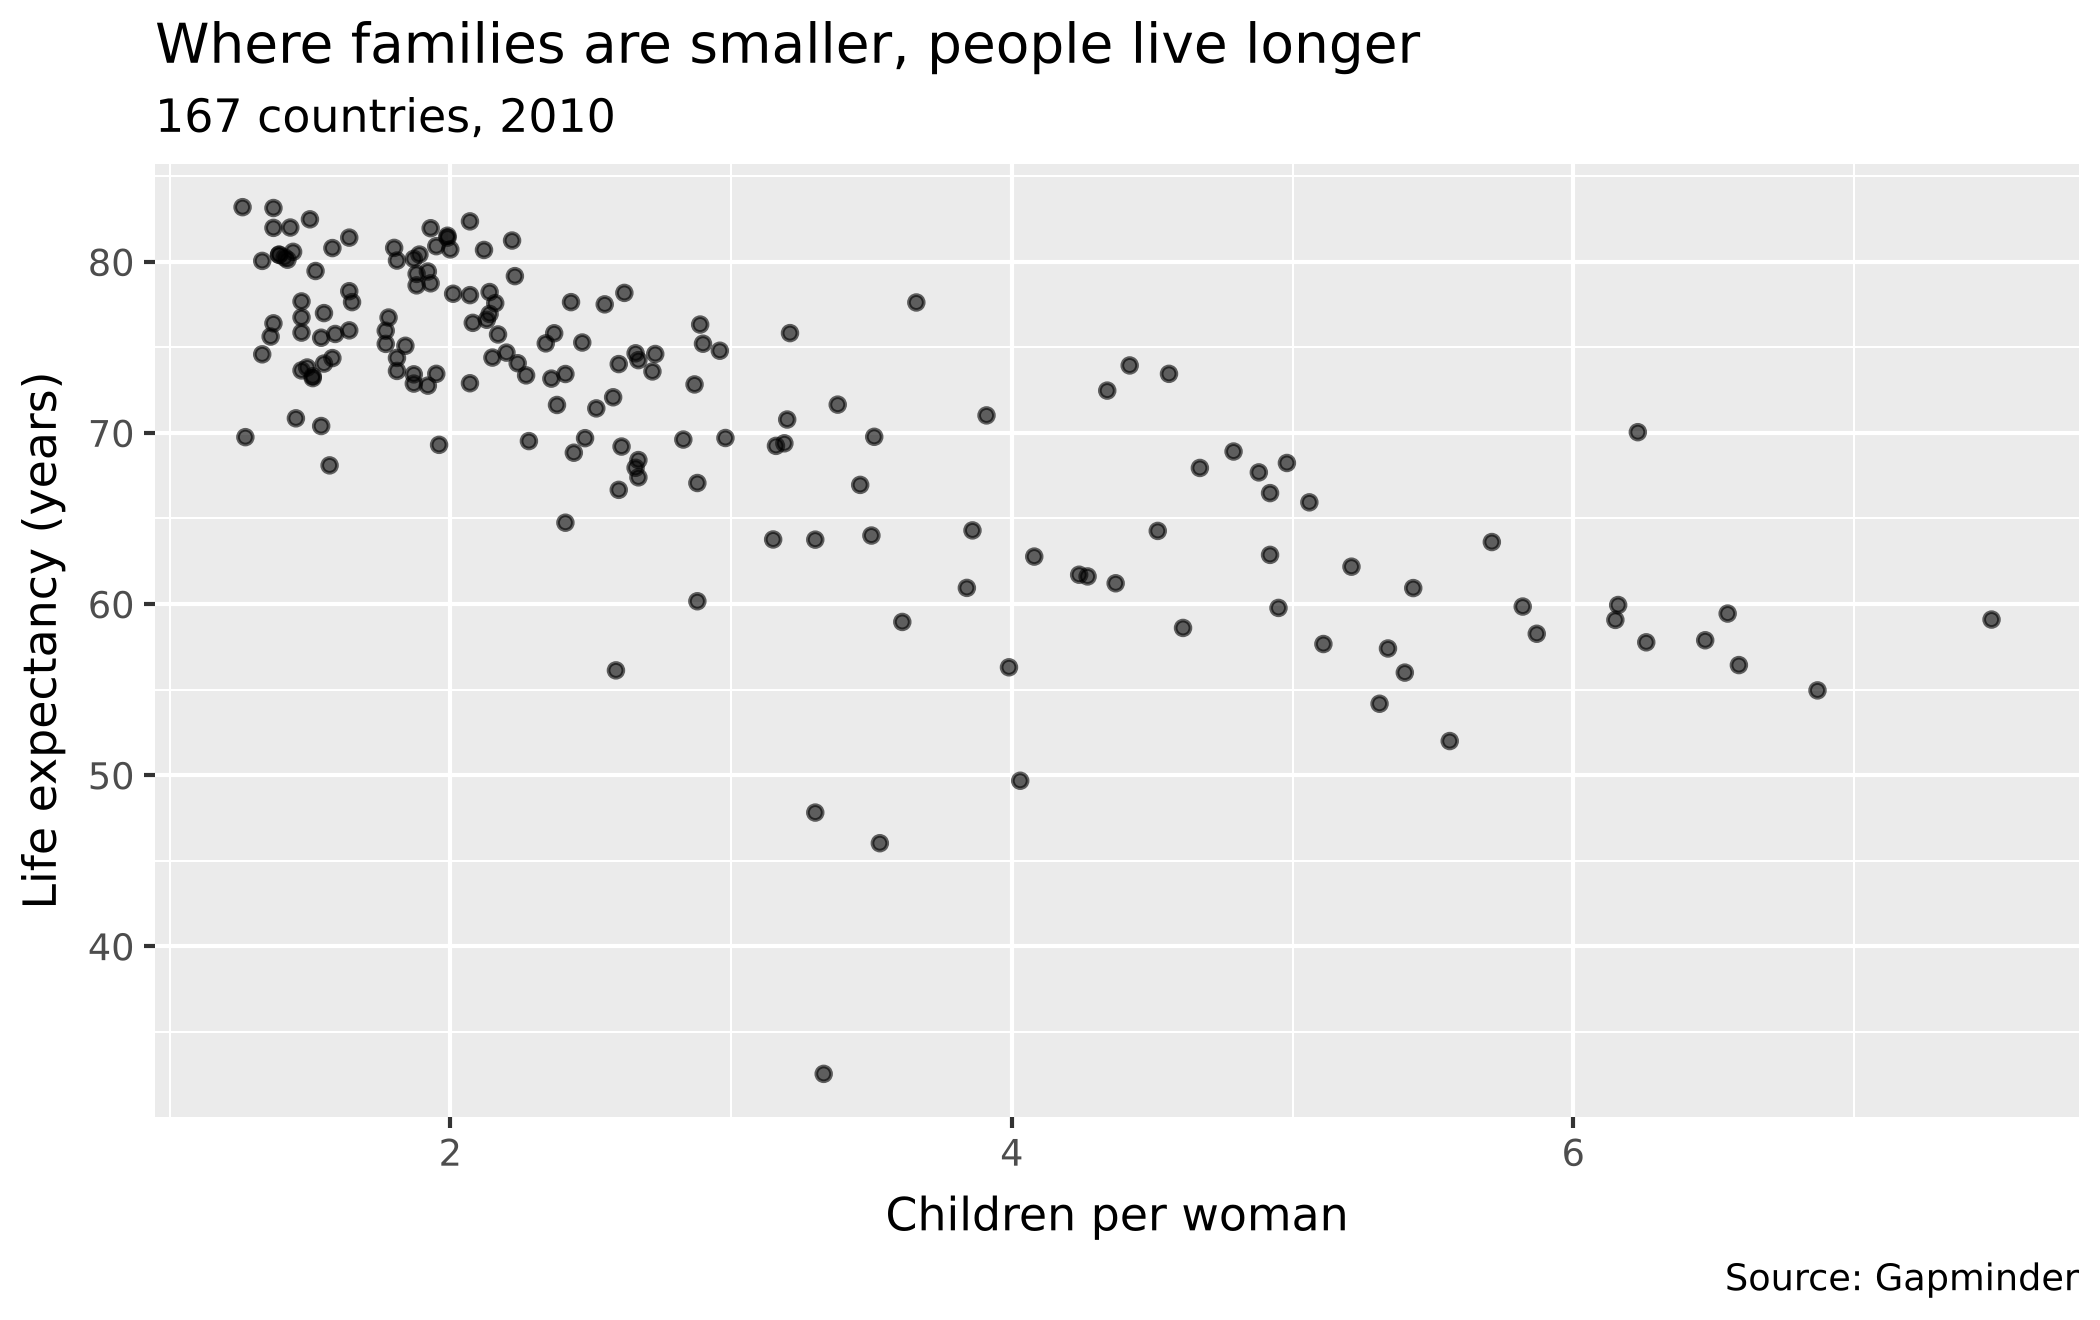 Where families are smaller, people live longer
167 countries, 2010
80
70
60
50
40
Life expectancy (years)
2 4 6
Children per woman
Source: Gapminder